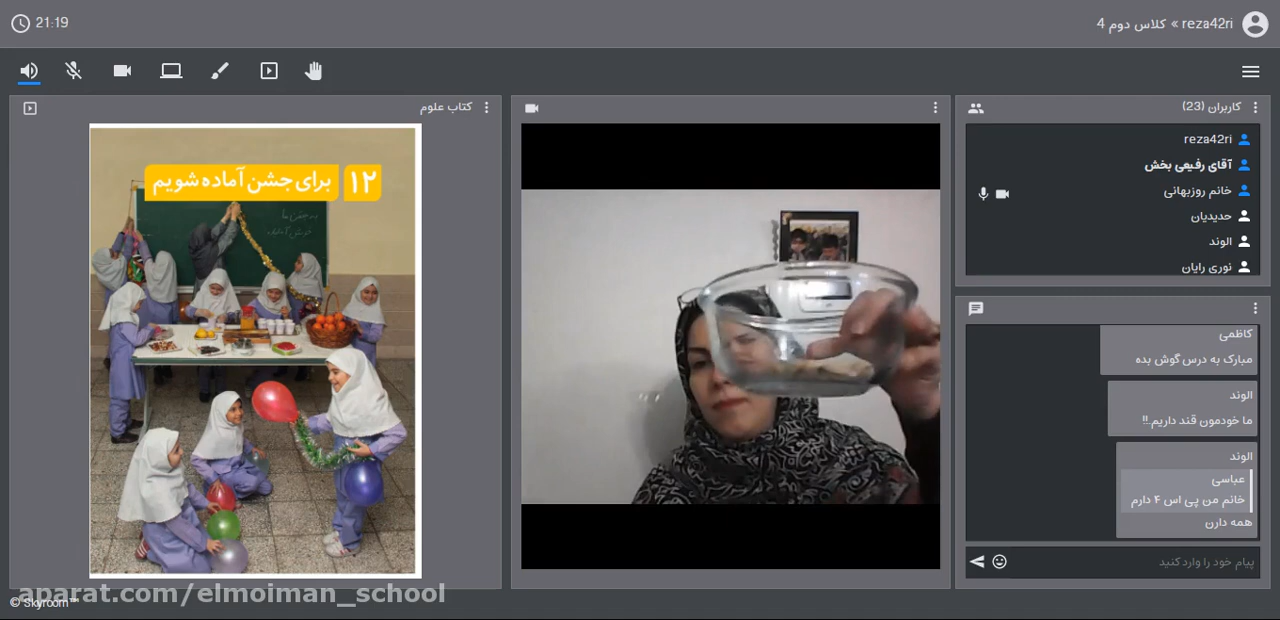 21:19
reza42ri » کلاس دوم 4
کتاب علوم
۱۲ برای جشن آماده شویم
کاربران (23)
reza42ri
آقای رفیعی بخش
خانم روزبهانی
حدیدیان
الوند
نوری رایان
کاظمی
مبارک به درس گوش بده
الوند
ما خودمون قند داریم.!!
الوند
عباسی
خانم من پی اس ۴ دارم
همه دارن
پیام خود را وارد کنید
aparat.com/elmoiman_school
© Skyroom™